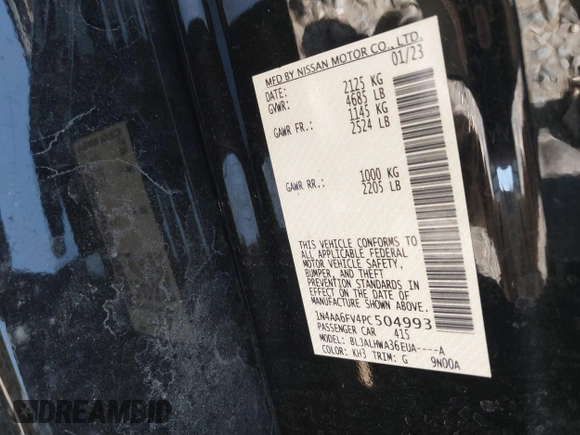 MFD BY NISSAN MOTOR CO., LTD.
DATE: 01/23
GVWR: 2125 KG
4685 LB
GAWR FR.: 1145 KG
2524 LB
GAWR RR.: 1000 KG
2205 LB
THIS VEHICLE CONFORMS TO
ALL APPLICABLE FEDERAL
MOTOR VEHICLE SAFETY,
BUMPER, AND THEFT
PREVENTION STANDARDS IN
EFFECT ON THE DATE OF
MANUFACTURE SHOWN ABOVE.
1N4AA6FV4PC504993
PASSENGER CAR 415
MODEL: BLJALHWA36EUA----A
COLOR: KH3 TRIM: G 9N00A
DREAMBID